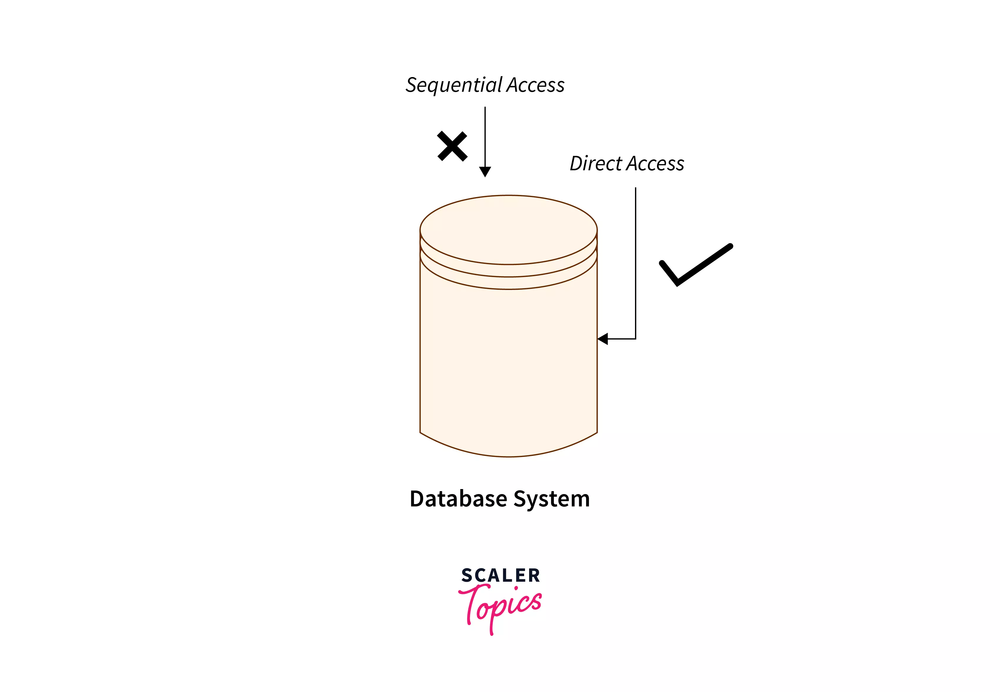 Sequential Access
Direct Access
Database System
SCALER
Topics